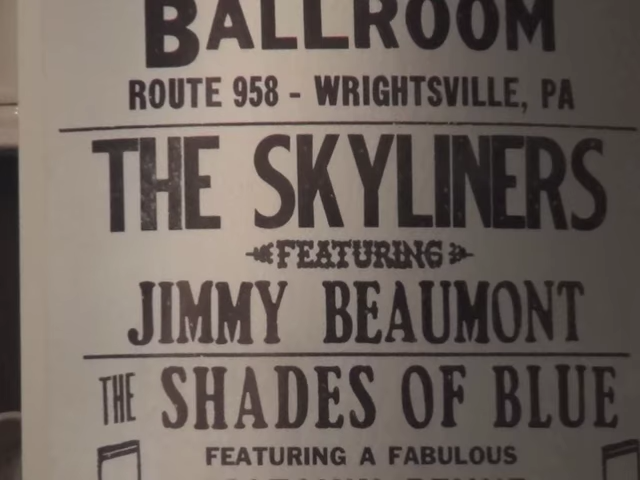 BALLROOM
ROUTE 958 - WRIGHTSVILLE, PA
THE SKYLINERS
FEATURING
JIMMY BEAUMONT
THE SHADES OF BLUE
FEATURING A FABULOUS